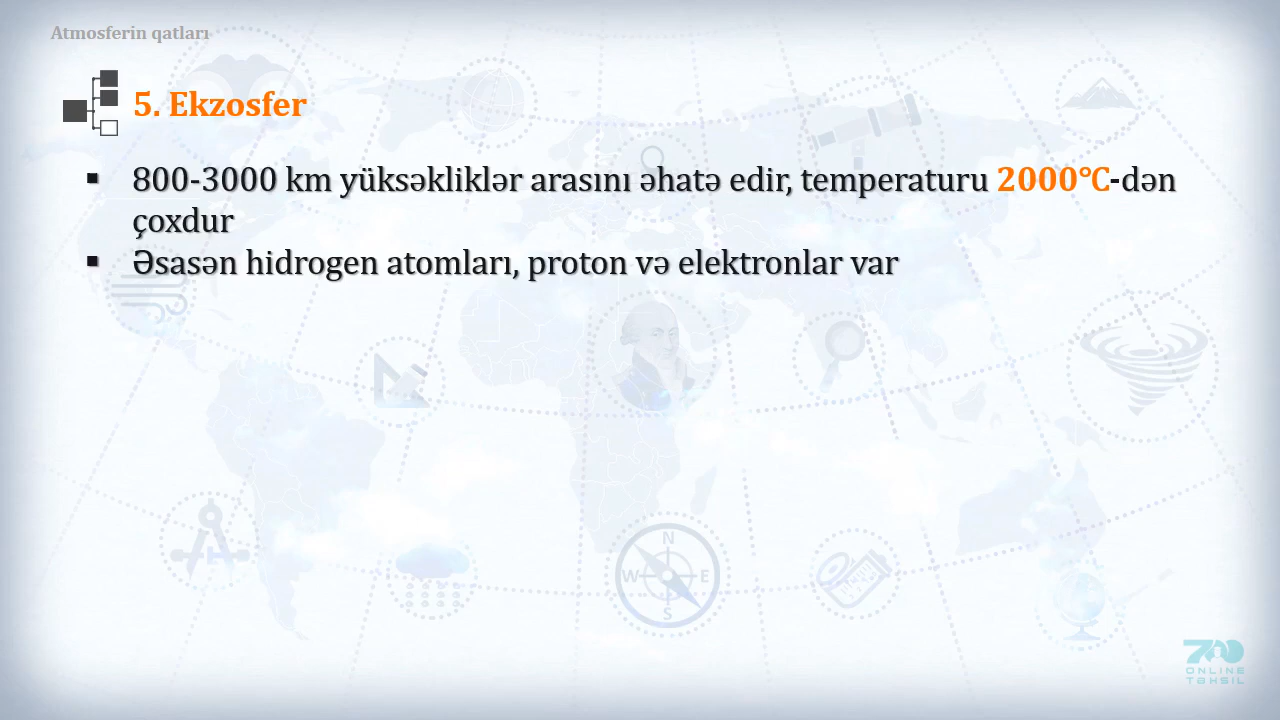 Atmosferin qatları
5. Ekzosfer
▪ 800-3000 km yüksəkliklər arasını əhatə edir, temperaturu 2000°C-dən
çoxdur
▪ Əsasən hidrogen atomları, proton və elektronlar var
N
W E
S
700
ONLINE
TƏHSİL